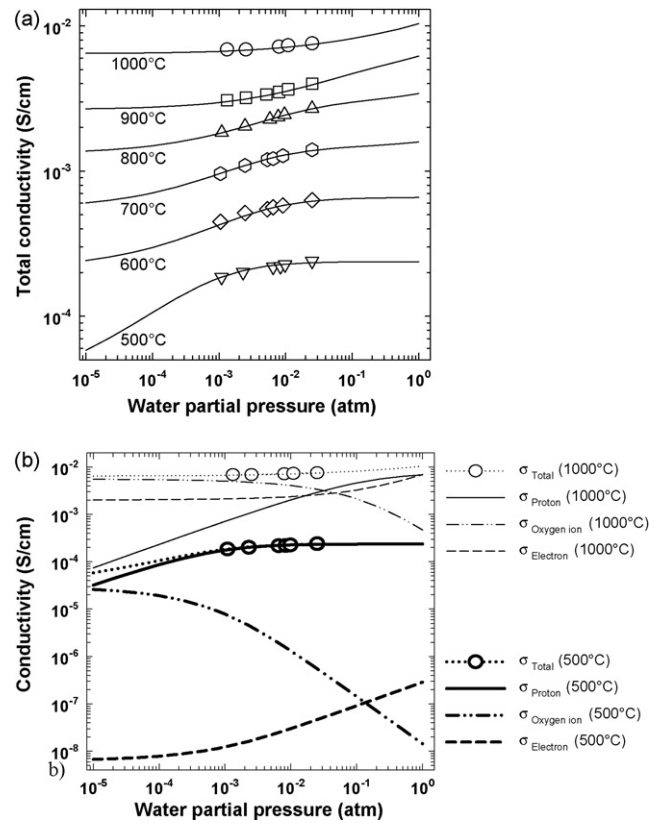 (a)
10⁻²
10⁻³
10⁻⁴
Total conductivity (S/cm)
1000°C
900°C
800°C
700°C
600°C
500°C
10⁻⁵ 10⁻⁴ 10⁻³ 10⁻² 10⁻¹ 10⁰
Water partial pressure (atm)
(b)
10⁻²
10⁻³
10⁻⁴
10⁻⁵
10⁻⁶
10⁻⁷
10⁻⁸
Conductivity (S/cm)
b)
10⁻⁵ 10⁻⁴ 10⁻³ 10⁻² 10⁻¹ 10⁰
Water partial pressure (atm)
σ Total (1000°C)
σ Proton (1000°C)
σ Oxygen ion (1000°C)
σ Electron (1000°C)
σ Total (500°C)
σ Proton (500°C)
σ Oxygen ion (500°C)
σ Electron (500°C)